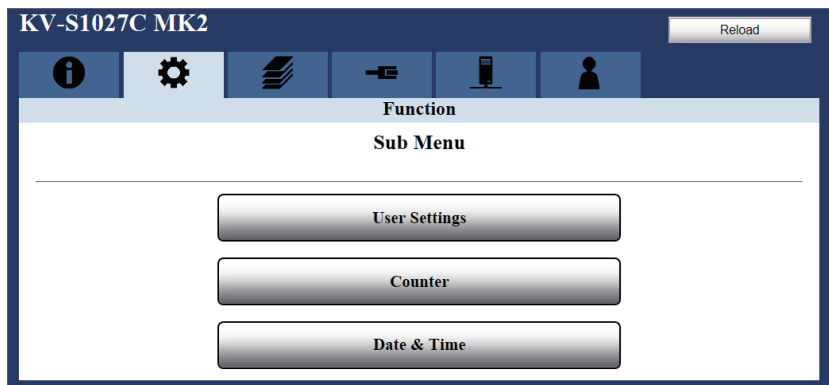 KV-S1027C MK2
Reload
Function
Sub Menu
User Settings
Counter
Date & Time